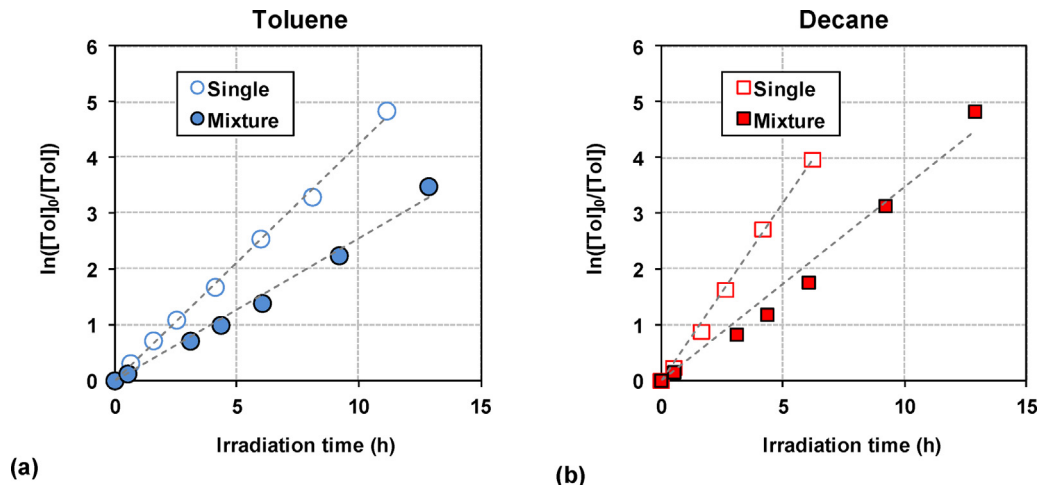 Toluene
ln([Tol]₀/[Tol])
6
5
4
3
2
1
0
Single
Mixture
0 5 10 15
Irradiation time (h)
(a)
Decane
ln([Tol]₀/[Tol])
6
5
4
3
2
1
0
Single
Mixture
0 5 10 15
Irradiation time (h)
(b)